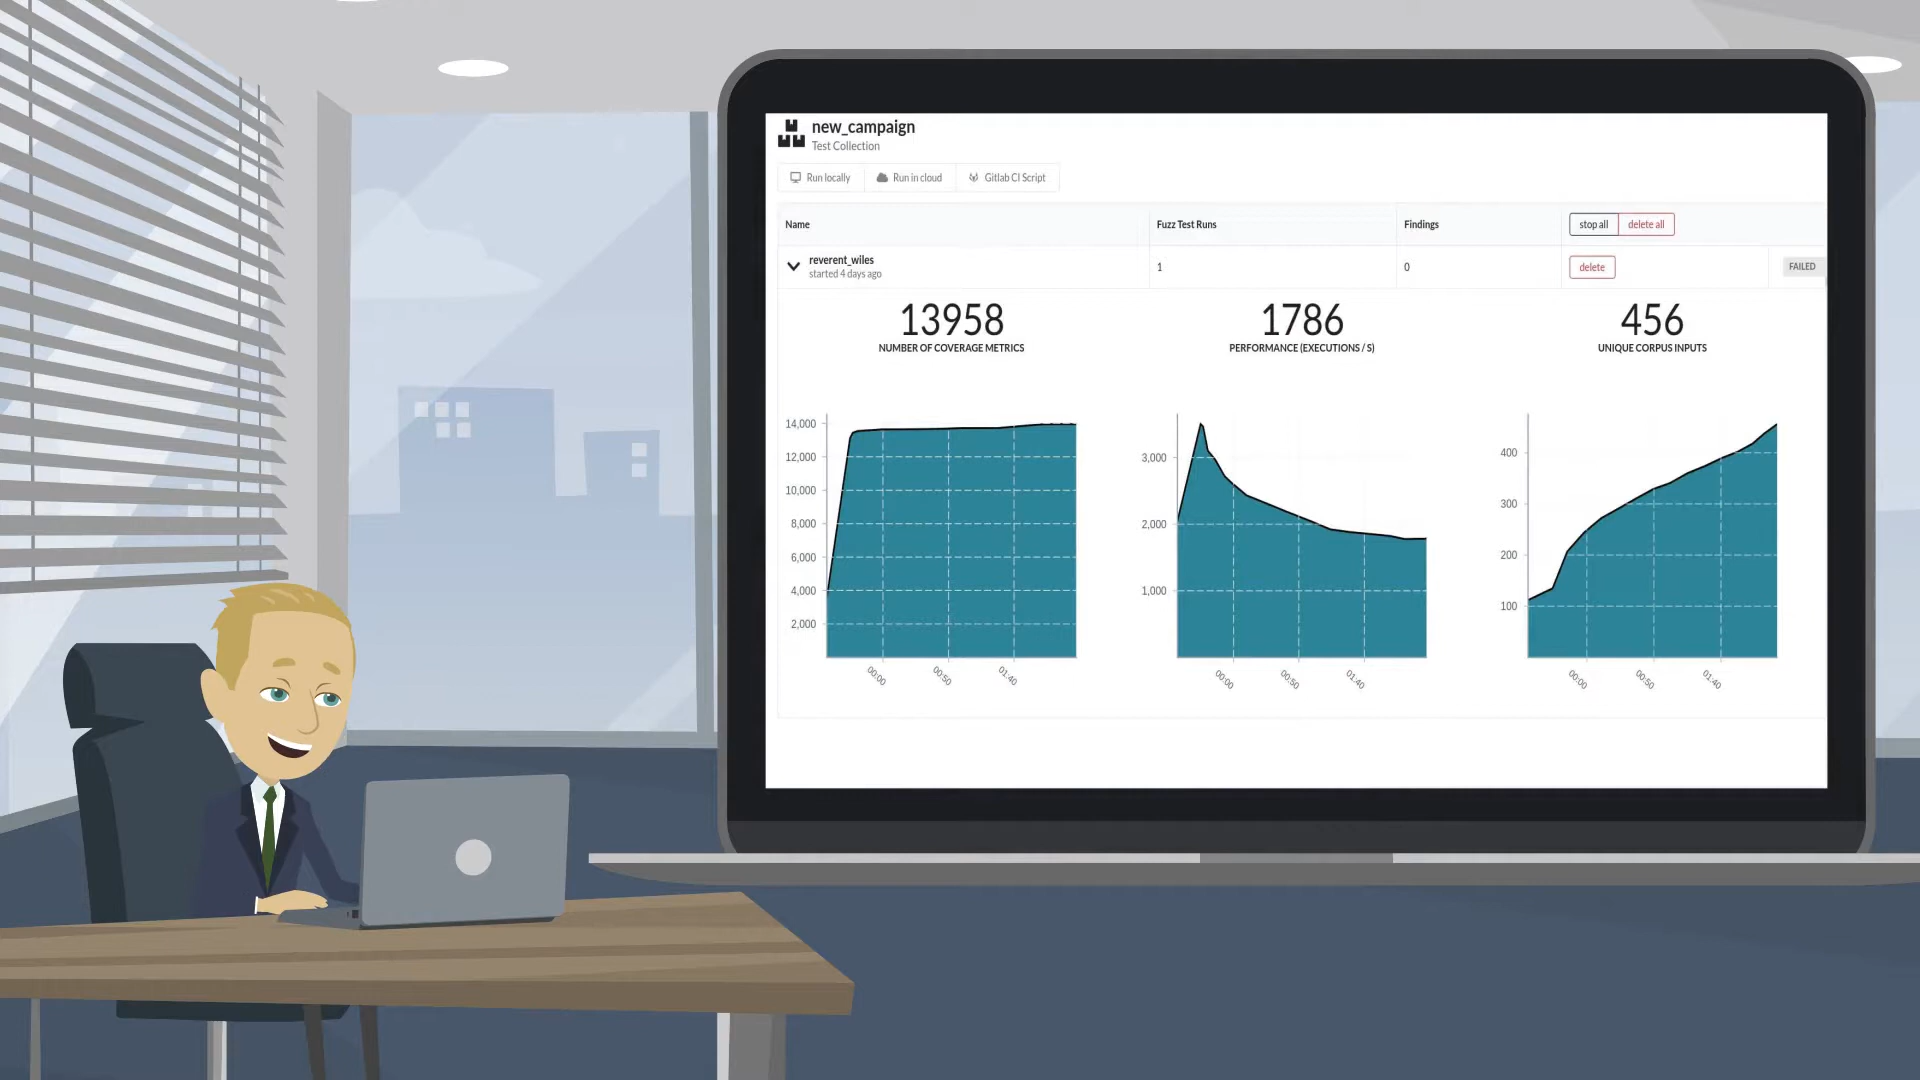 new_campaign
Test Collection
Run locally
Run in cloud
Gitlab CI Script
Name
Fuzz Test Runs
Findings
stop all
delete all
reverent_wiles
started 4 days ago
1
0
delete
FAILED
13958
NUMBER OF COVERAGE METRICS
1786
PERFORMANCE (EXECUTIONS / S)
456
UNIQUE CORPUS INPUTS
14,000
12,000
10,000
8,000
6,000
4,000
2,000
00:00
00:50
01:40
3,000
2,000
1,000
00:00
00:50
01:40
400
300
200
100
00:00
00:50
01:40